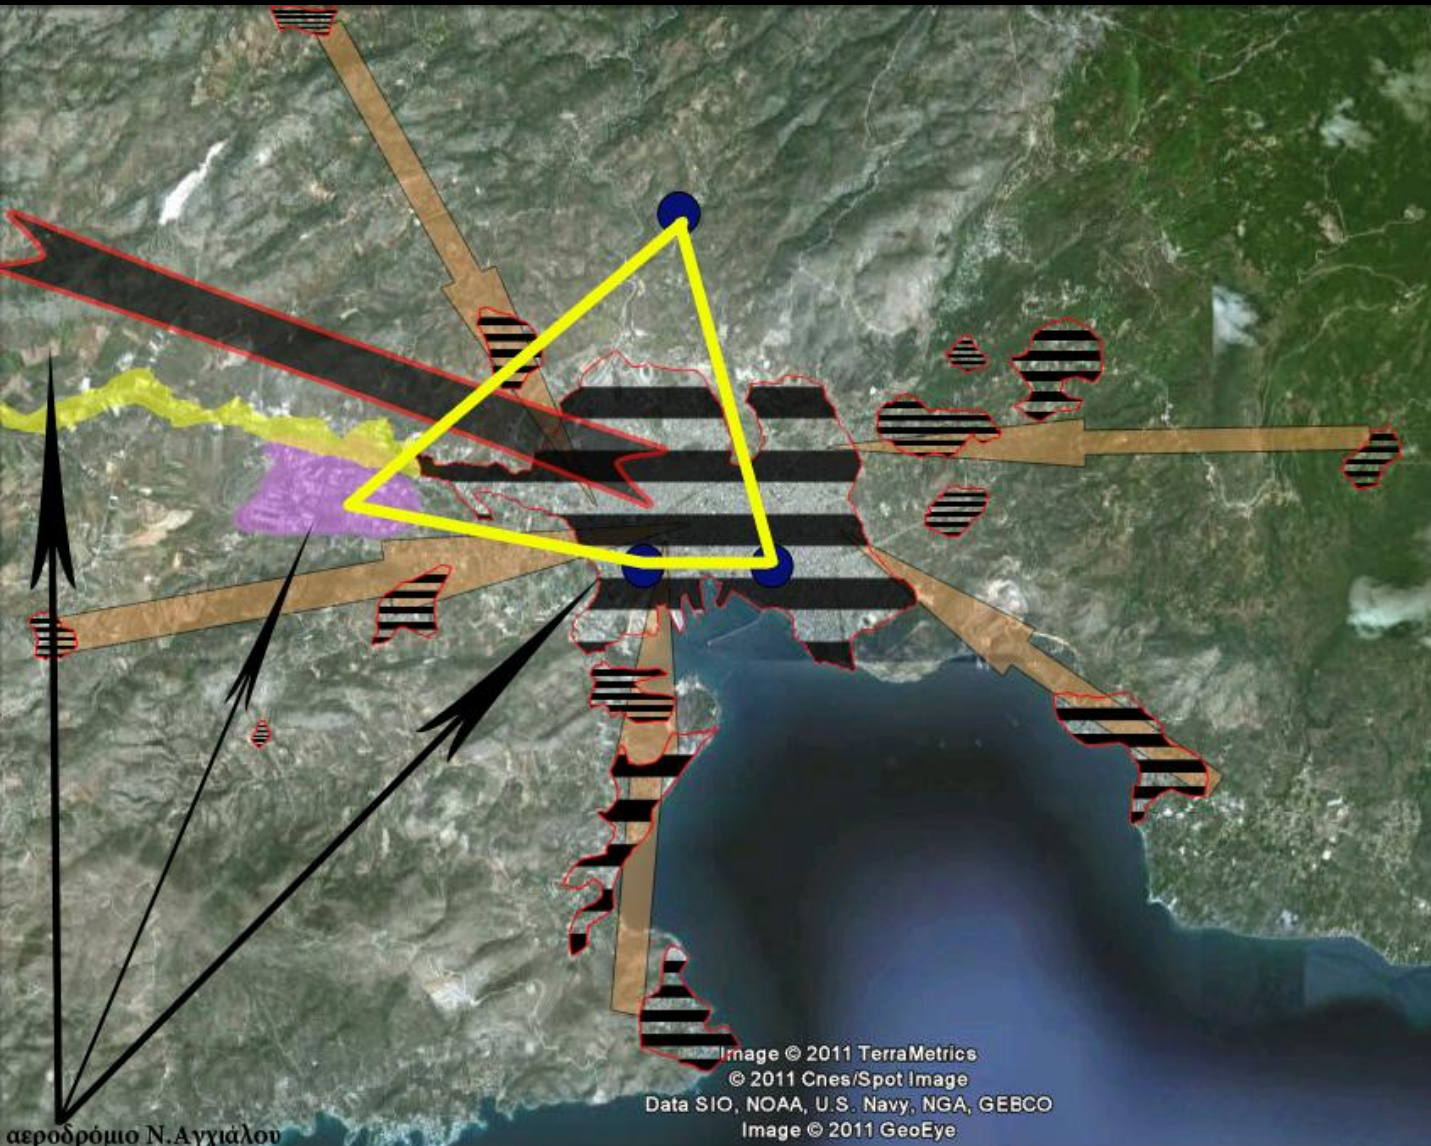 Image © 2011 TerraMetrics
© 2011 Cnes/Spot Image
Data SIO, NOAA, U.S. Navy, NGA, GEBCO
Image © 2011 GeoEye
αεροδρόμιο Ν.Αγχιάλου